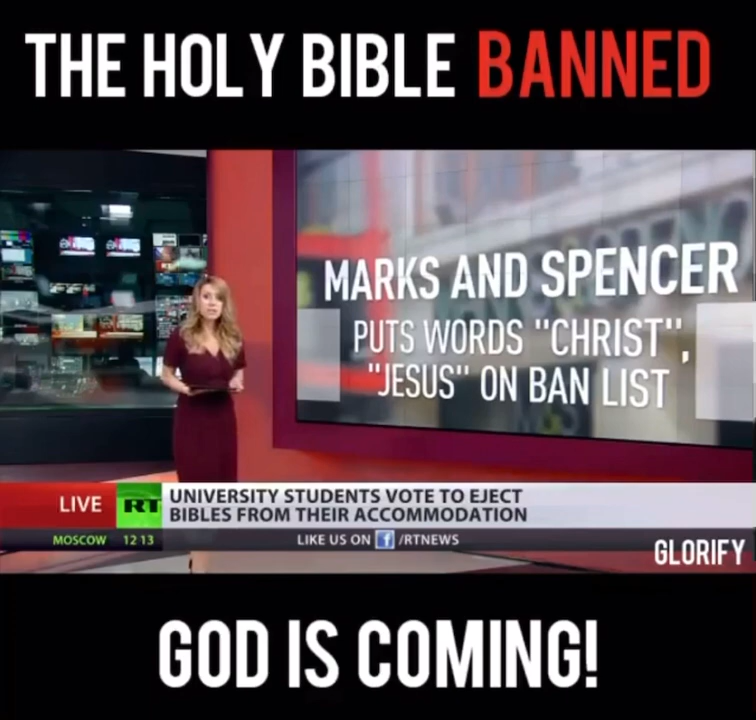 THE HOLY BIBLE BANNED
MARKS AND SPENCER
PUTS WORDS "CHRIST",
"JESUS" ON BAN LIST
LIVE RT UNIVERSITY STUDENTS VOTE TO EJECT
BIBLES FROM THEIR ACCOMMODATION
MOSCOW 12 13 LIKE US ON f /RTNEWS
GLORIFY
GOD IS COMING!